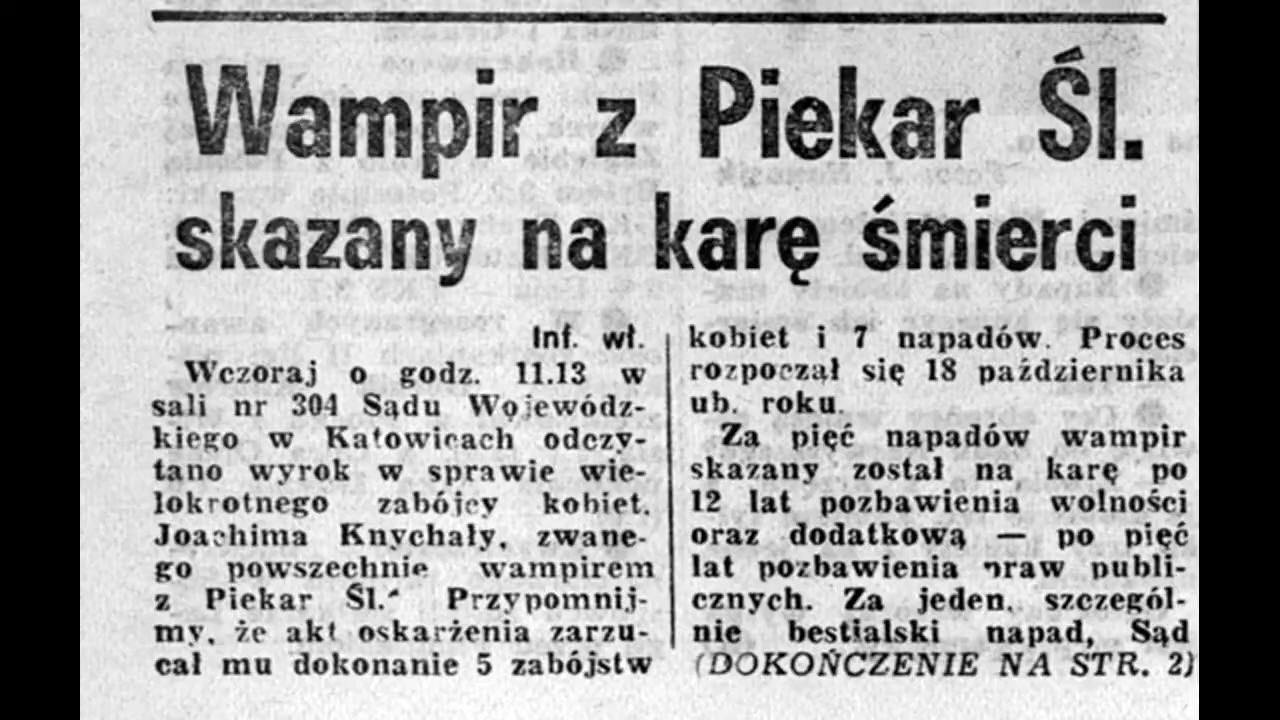 Wampir z Piekar Śl.
skazany na karę śmierci
Inf. wł.
Wczoraj o godz. 11.13 w
sali nr 304 Sądu Wojewódz-
kiego w Katowicach odczy-
tano wyrok w sprawie wie-
lokrotnego zabójcy kobiet,
Joachima Knychały, zwane-
go powszechnie wampirem
z Piekar Śl." Przypomnij-
my, że akt oskarżenia zarzu-
cał mu dokonanie 5 zabójstw
kobiet i 7 napadów. Proces
rozpoczął się 18 października
ub. roku.
Za pięć napadów wampir
skazany został na karę po
12 lat pozbawienia wolności
oraz dodatkową — po pięć
lat pozbawienia praw publi-
cznych. Za jeden, szczegól-
nie bestialski napad, Sąd
(DOKOŃCZENIE NA STR. 2)